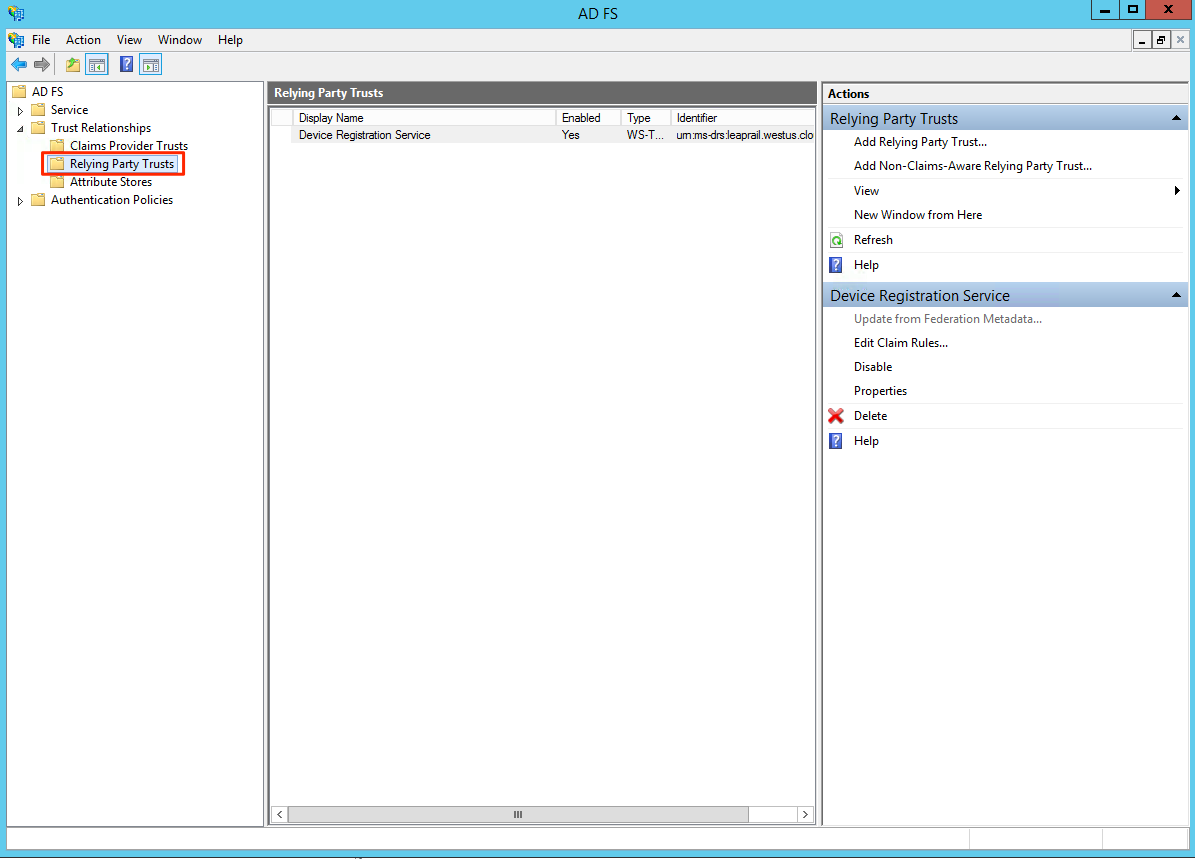 AD FS
File Action View Window Help
AD FS
Service
Trust Relationships
Claims Provider Trusts
Relying Party Trusts
Attribute Stores
Authentication Policies
Relying Party Trusts
Display Name Enabled Type Identifier
Device Registration Service Yes WS-T... urn:ms-drs:leaprail.westus.clo
Actions
Relying Party Trusts
Add Relying Party Trust...
Add Non-Claims-Aware Relying Party Trust...
View
New Window from Here
Refresh
Help
Device Registration Service
Update from Federation Metadata...
Edit Claim Rules...
Disable
Properties
Delete
Help